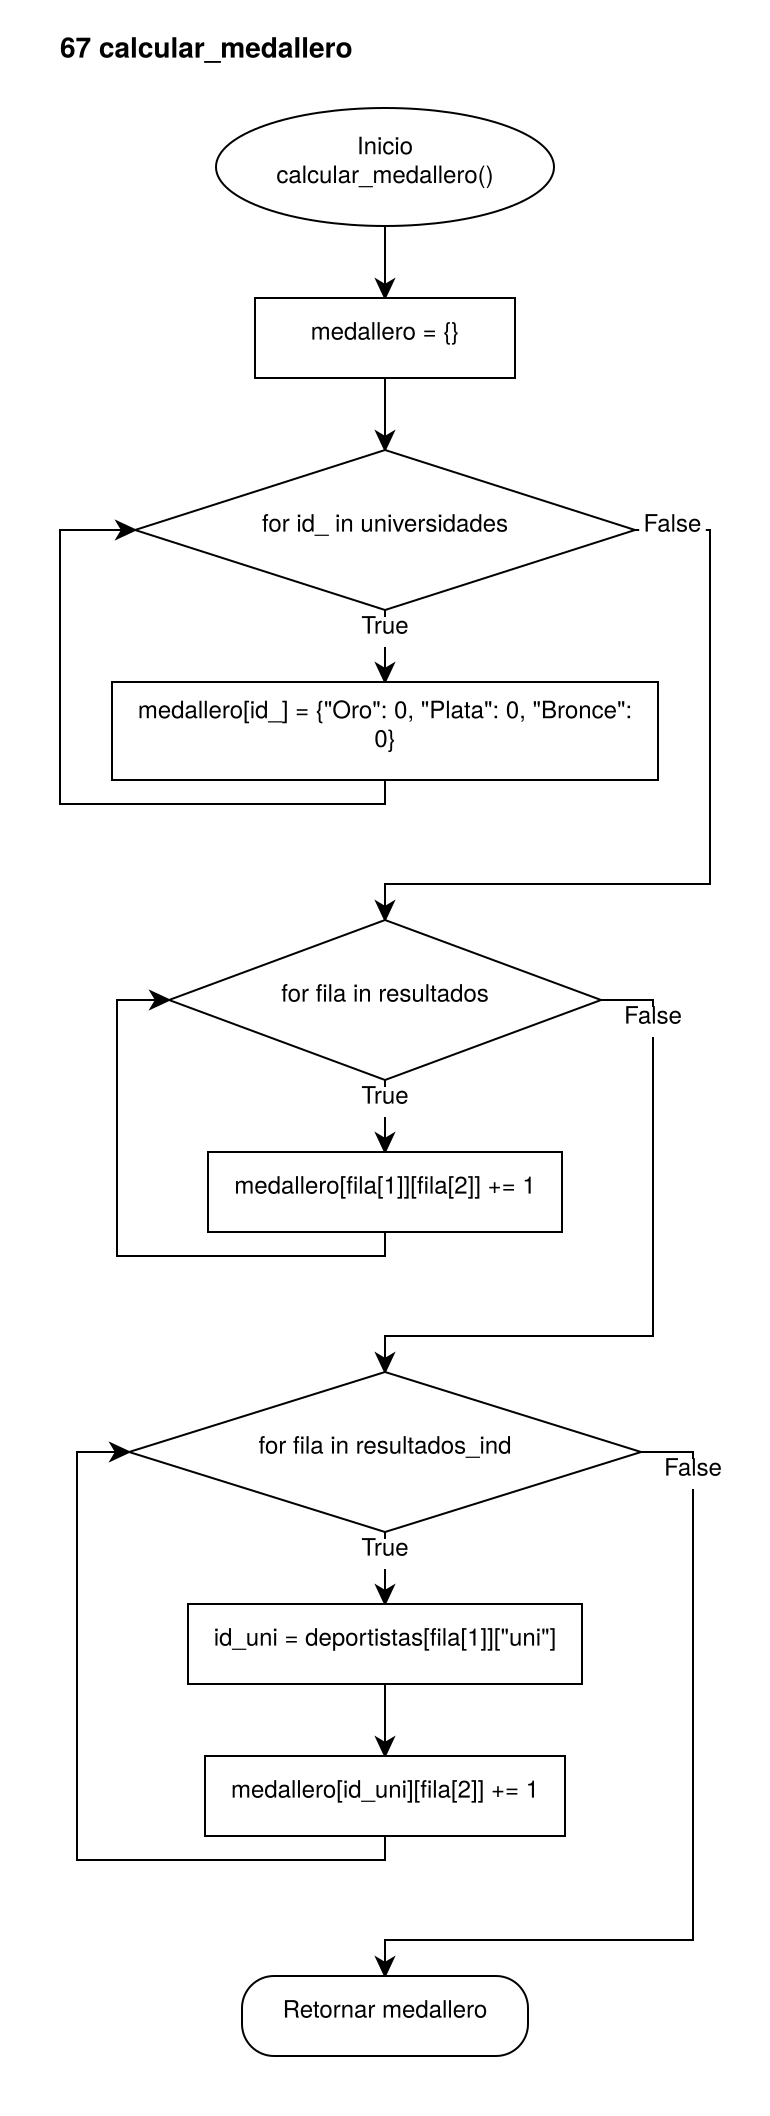 67 calcular_medallero
Inicio
calcular_medallero()
medallero = {}
for id_ in universidades
False
True
medallero[id_] = {"Oro": 0, "Plata": 0, "Bronce":
0}
for fila in resultados
False
True
medallero[fila[1]][fila[2]] += 1
for fila in resultados_ind
False
True
id_uni = deportistas[fila[1]]["uni"]
medallero[id_uni][fila[2]] += 1
Retornar medallero